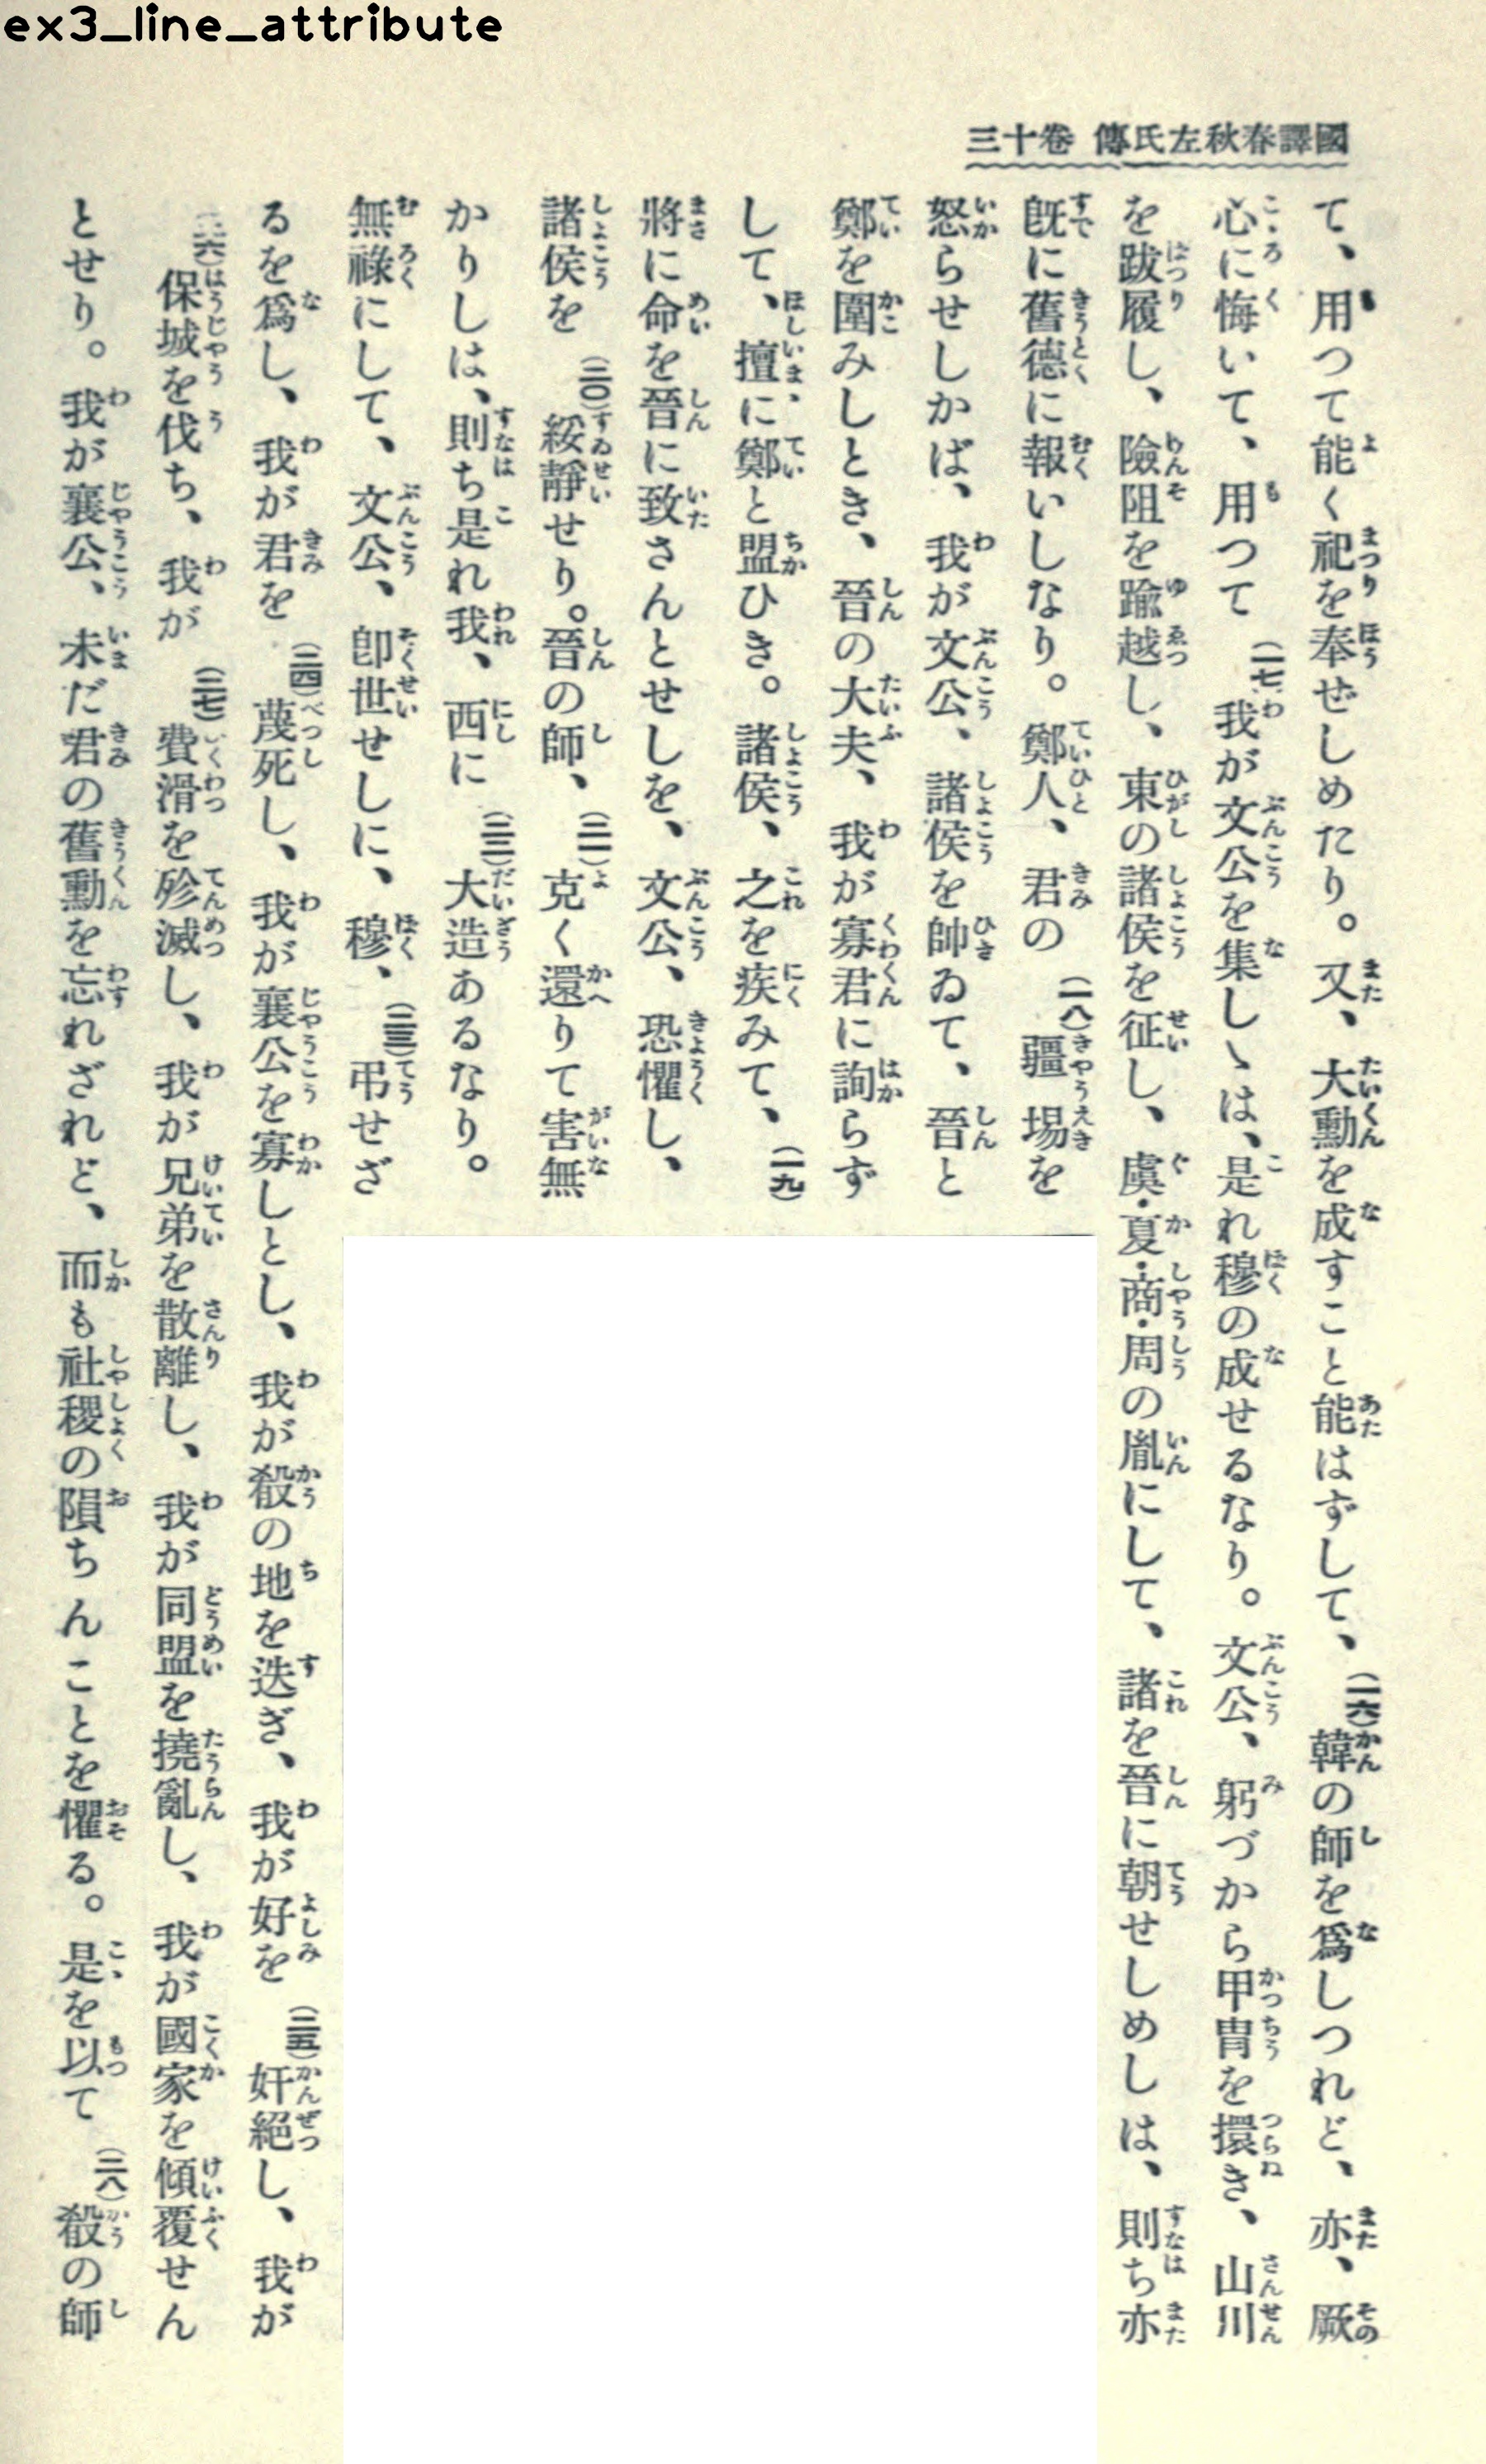 ex3_line_attribute
國譯春秋左氏傳 卷十三
て、用つて能く祀を奉ぜしめたり。又、大勳を成すこと能はずして、(一六)韓の師を爲しつれど、亦、厥
心に悔いて、用つて(一七)我が文公を集しゝは、是れ穆の成せるなり。文公、躬づから甲冑を擐き、山川
を跋履し、險阻を踰越し、東の諸侯を征し、虞・夏・商・周の胤にして、諸を晉に朝せしめしは、則ち亦
旣に舊德に報いしなり。鄭人、君の(一八)疆埸を
怒らせしかば、我が文公、諸侯を帥ゐて、晉と
鄭を圍みしとき、晉の大夫、我が寡君に詢らず
して、擅に鄭と盟ひき。諸侯、之を疾みて、(一九)
將に命を晉に致さんとせしを、文公、恐懼し、
諸侯を(二〇)綏靜せり。晉の師、(二一)克く還りて害無
かりしは、則ち是れ我、西に(二二)大造あるなり。
無祿にして、文公、卽世せしに、穆、(二三)弔せざ
るを爲し、我が君を(二四)蔑死し、我が襄公を寡しとし、我が殽の地を迭ぎ、我が好を(二五)奸絕し、我が
(二六)保城を伐ち、我が(二七)費滑を殄滅し、我が兄弟を散離し、我が同盟を撓亂し、我が國家を傾覆せん
とせり。我が襄公、未だ君の舊勳を忘れざれど、而も社稷の隕ちんことを懼る。是を以て(二八)殽の師